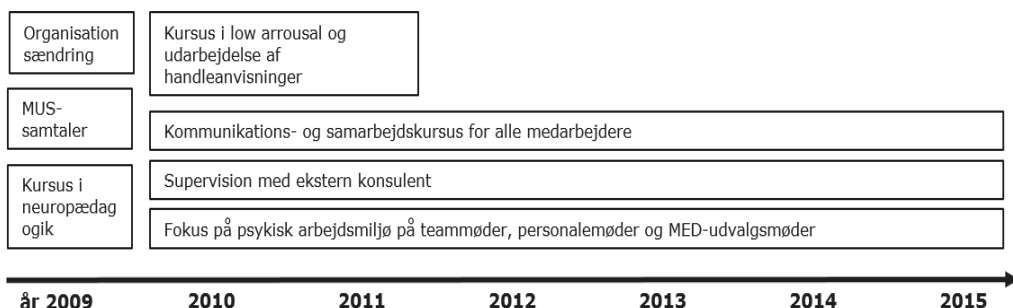 Organisation
sændring
Kursus i low arrousal og
udarbejdelse af
handleanvisninger
MUS-
samtaler
Kommunikations- og samarbejdskursus for alle medarbejdere
Kursus i
neuropædag
ogik
Supervision med ekstern konsulent
Fokus på psykisk arbejdsmiljø på teammøder, personalemøder og MED-udvalgsmøder
år 2009 2010 2011 2012 2013 2014 2015